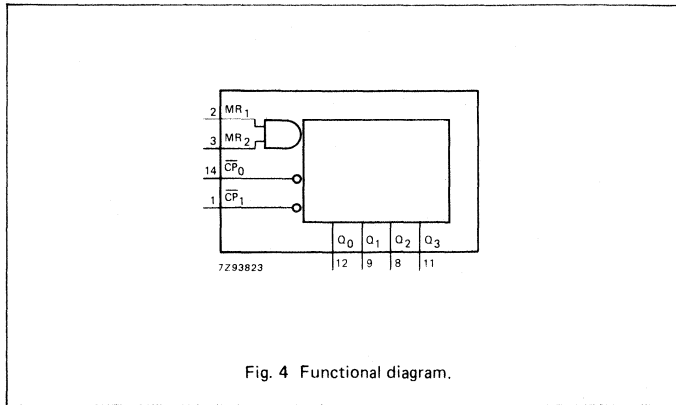 2 MR1
3 MR2
14 CP0
1 CP1
Q0 Q1 Q2 Q3
7Z93823 12 9 8 11
Fig. 4 Functional diagram.